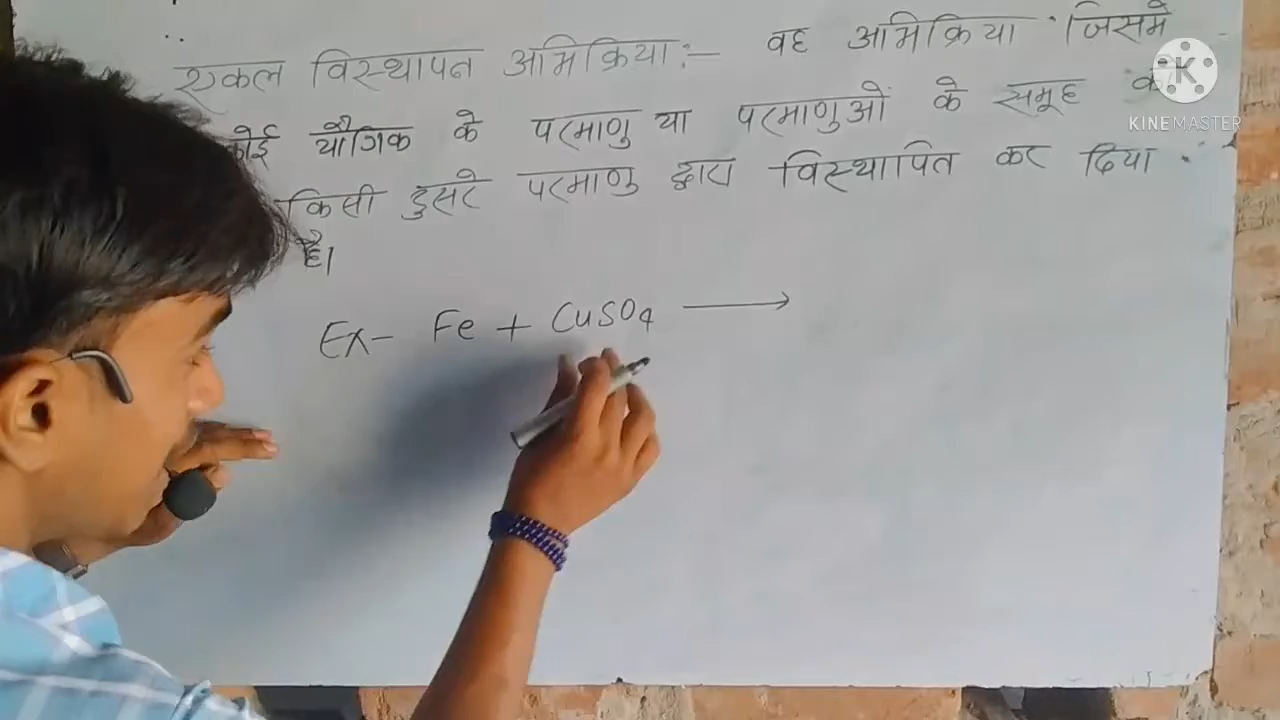 एकल विस्थापन अभिक्रिया:- वह अभिक्रिया जिसमें
कोई यौगिक के परमाणु या परमाणुओं के समूह को
किसी दुसरे परमाणु द्वारा विस्थापित कर दिया
है।
Ex- Fe + CuSO4 ⟶
KINEMASTER